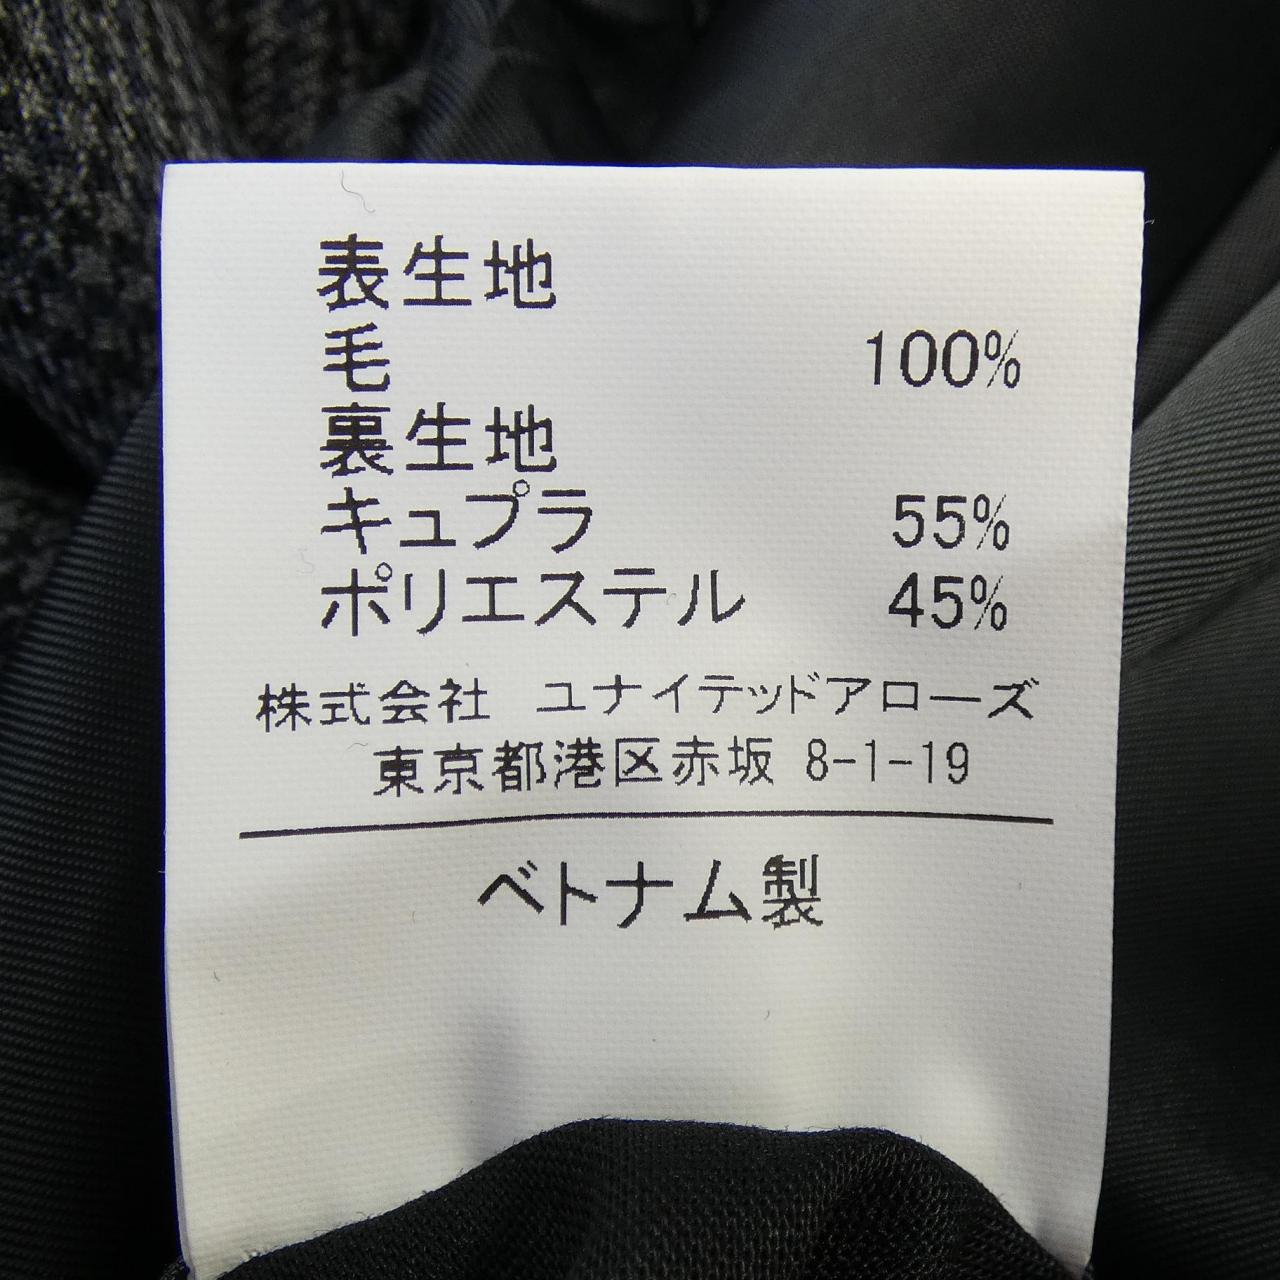 表生地
毛 100%
裏生地
キュプラ 55%
ポリエステル 45%
株式会社 ユナイテッドアローズ
東京都港区赤坂 8-1-19
ベトナム製